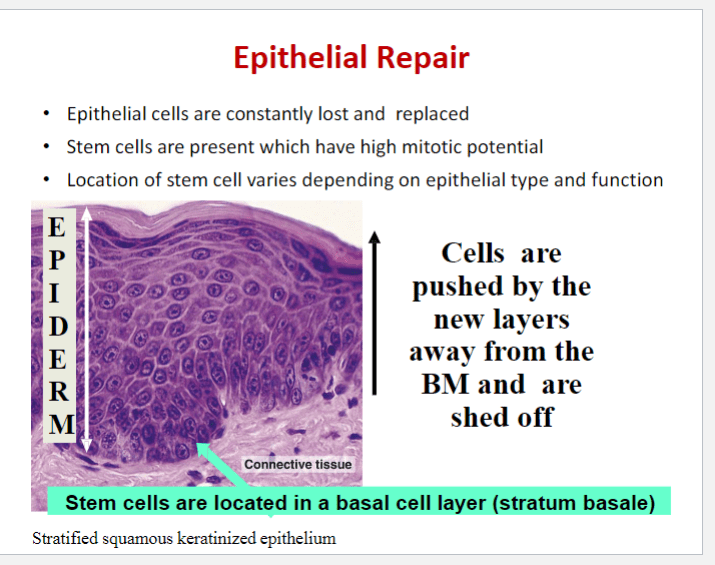 Epithelial Repair
• Epithelial cells are constantly lost and replaced
• Stem cells are present which have high mitotic potential
• Location of stem cell varies depending on epithelial type and function
E
P
I
D
E
R
M
Cells are
pushed by the
new layers
away from the
BM and are
shed off
Connective tissue
Stem cells are located in a basal cell layer (stratum basale)
Stratified squamous keratinized epithelium